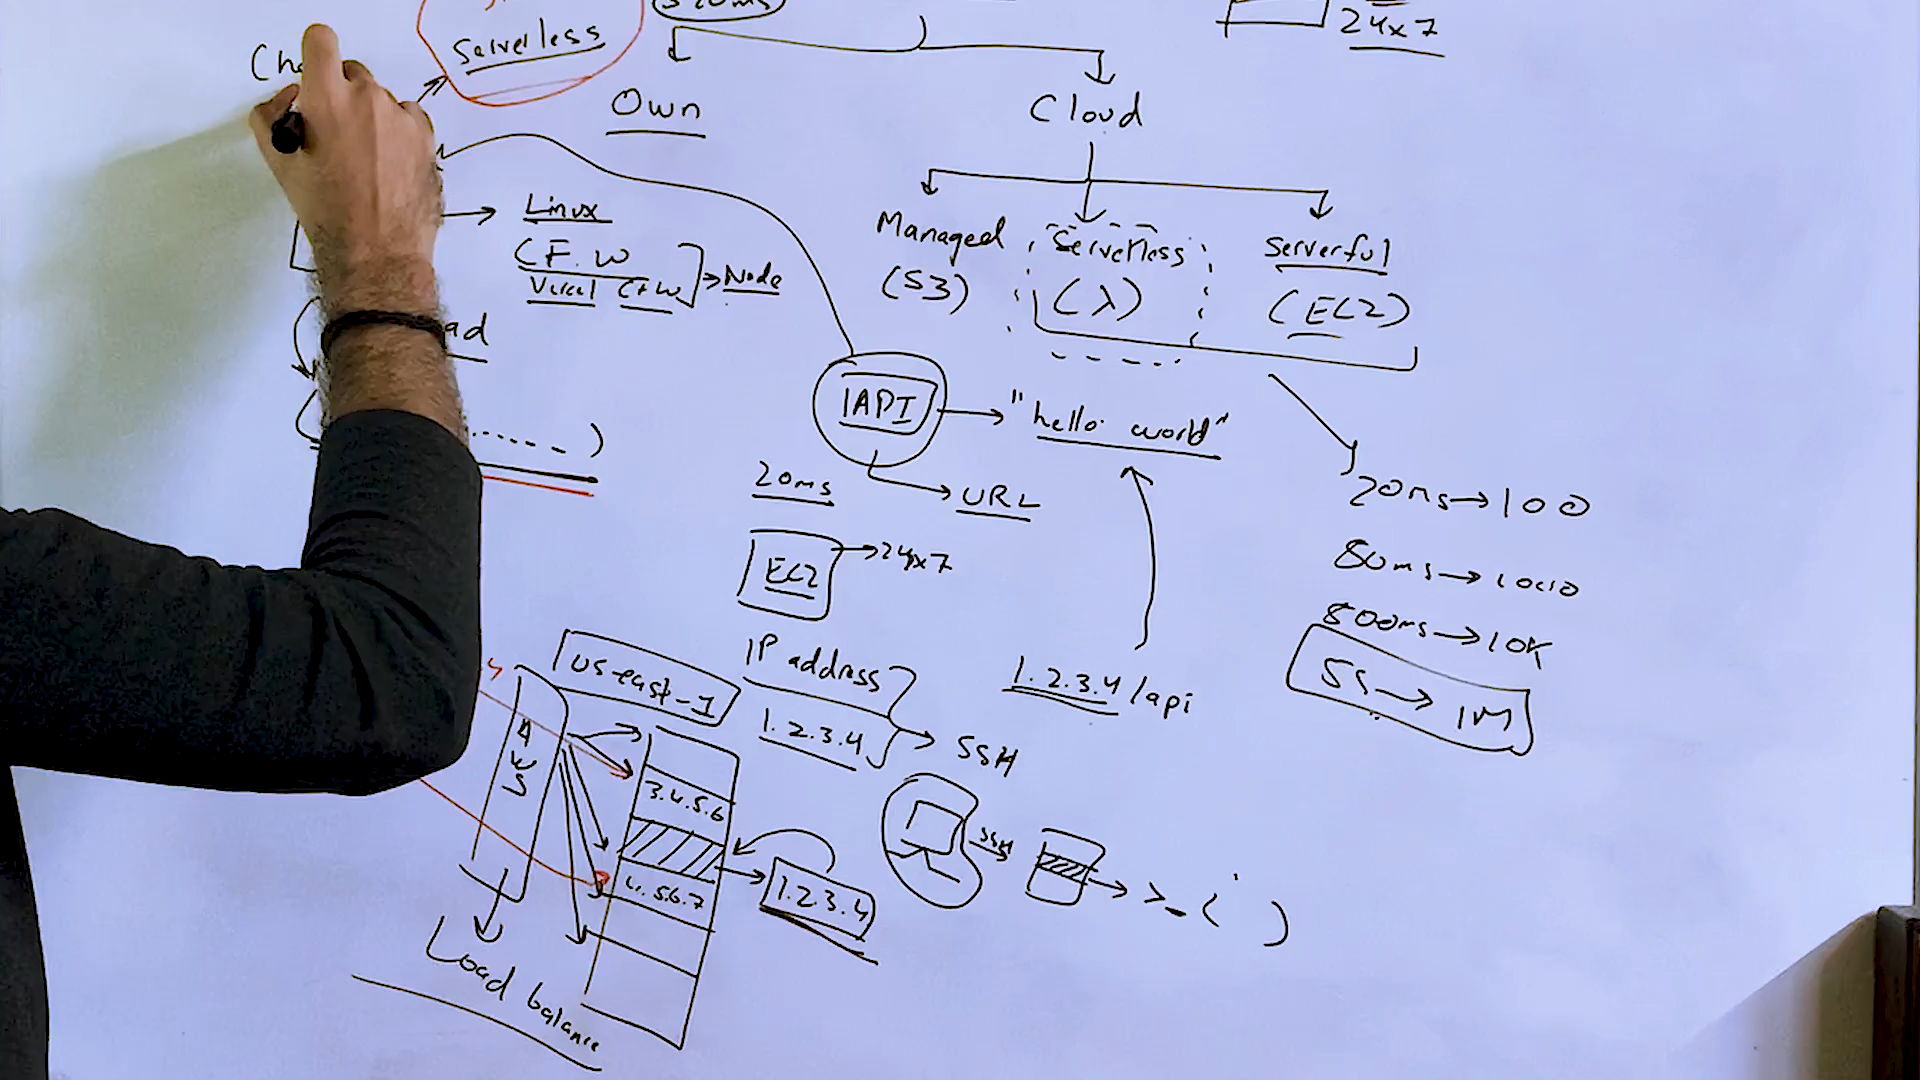 24x7
Serverless
Own
Cloud
Linux
C F. W
Vercel
Node
Managed
(S3)
Serverless
(λ)
Serverful
(EC2)
1API
"hello world"
URL
20ms
EC2
24x7
20ms→100
80ms→1000
800ms→10K
5s→1M
us-east-1
IP address
1.2.3.4
SSH
1.2.3.4/api
AWS
3.4.5.6
4.5.6.7
1.2.3.4
SSH
>_( )
Load balance